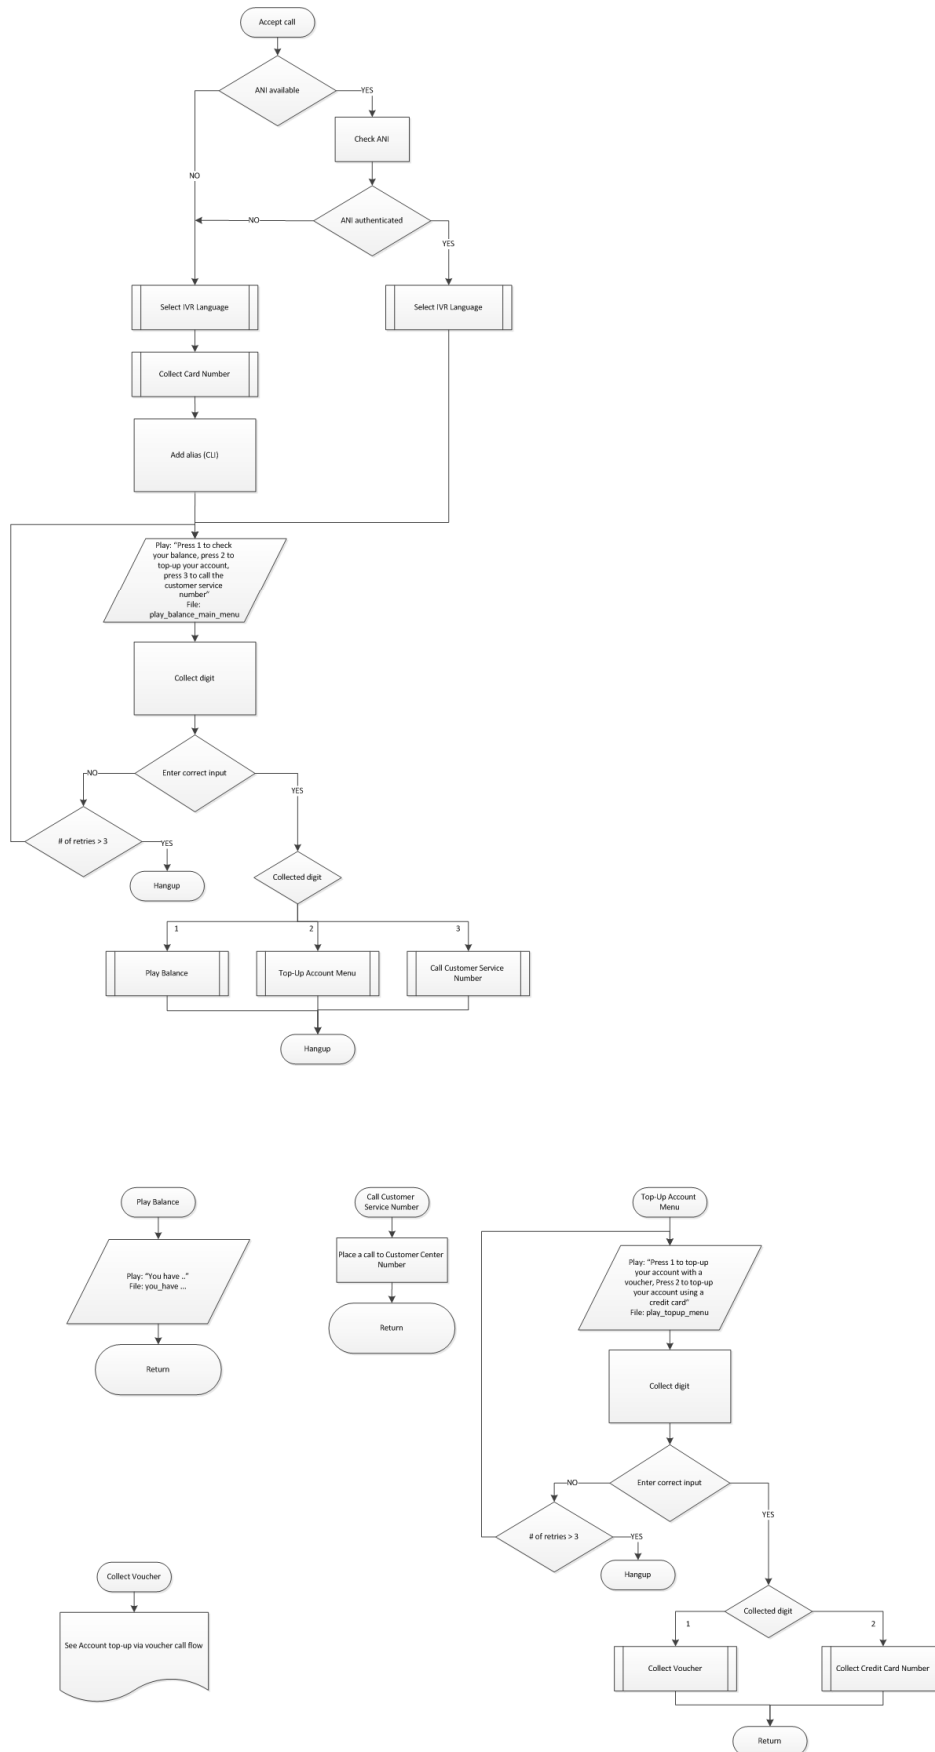 Accept call
ANI available
YES
Check ANI
NO
NO
ANI authenticated
YES
Select IVR Language
Select IVR Language
Collect Card Number
Add alias (CLI)
Play: “Press 1 to check
your balance, press 2 to
top-up your account,
press 3 to call the
customer service
number”
File:
play_balance_main_menu
Collect digit
Enter correct input
NO
YES
# of retries > 3
YES
Hangup
Collected digit
1
2
3
Play Balance
Top-Up Account Menu
Call Customer Service
Number
Hangup
Play Balance
Play: “You have ..”
File: you_have ...
Return
Call Customer
Service Number
Place a call to Customer Center
Number
Return
Top-Up Account
Menu
Play: “Press 1 to top-up
your account with a
voucher, Press 2 to top-up
your account using a
credit card”
File: play_topup_menu
Collect digit
Enter correct input
NO
YES
# of retries > 3
YES
Hangup
Collected digit
1
2
Collect Voucher
Collect Credit Card Number
Return
Collect Voucher
See Account top-up via voucher call flow